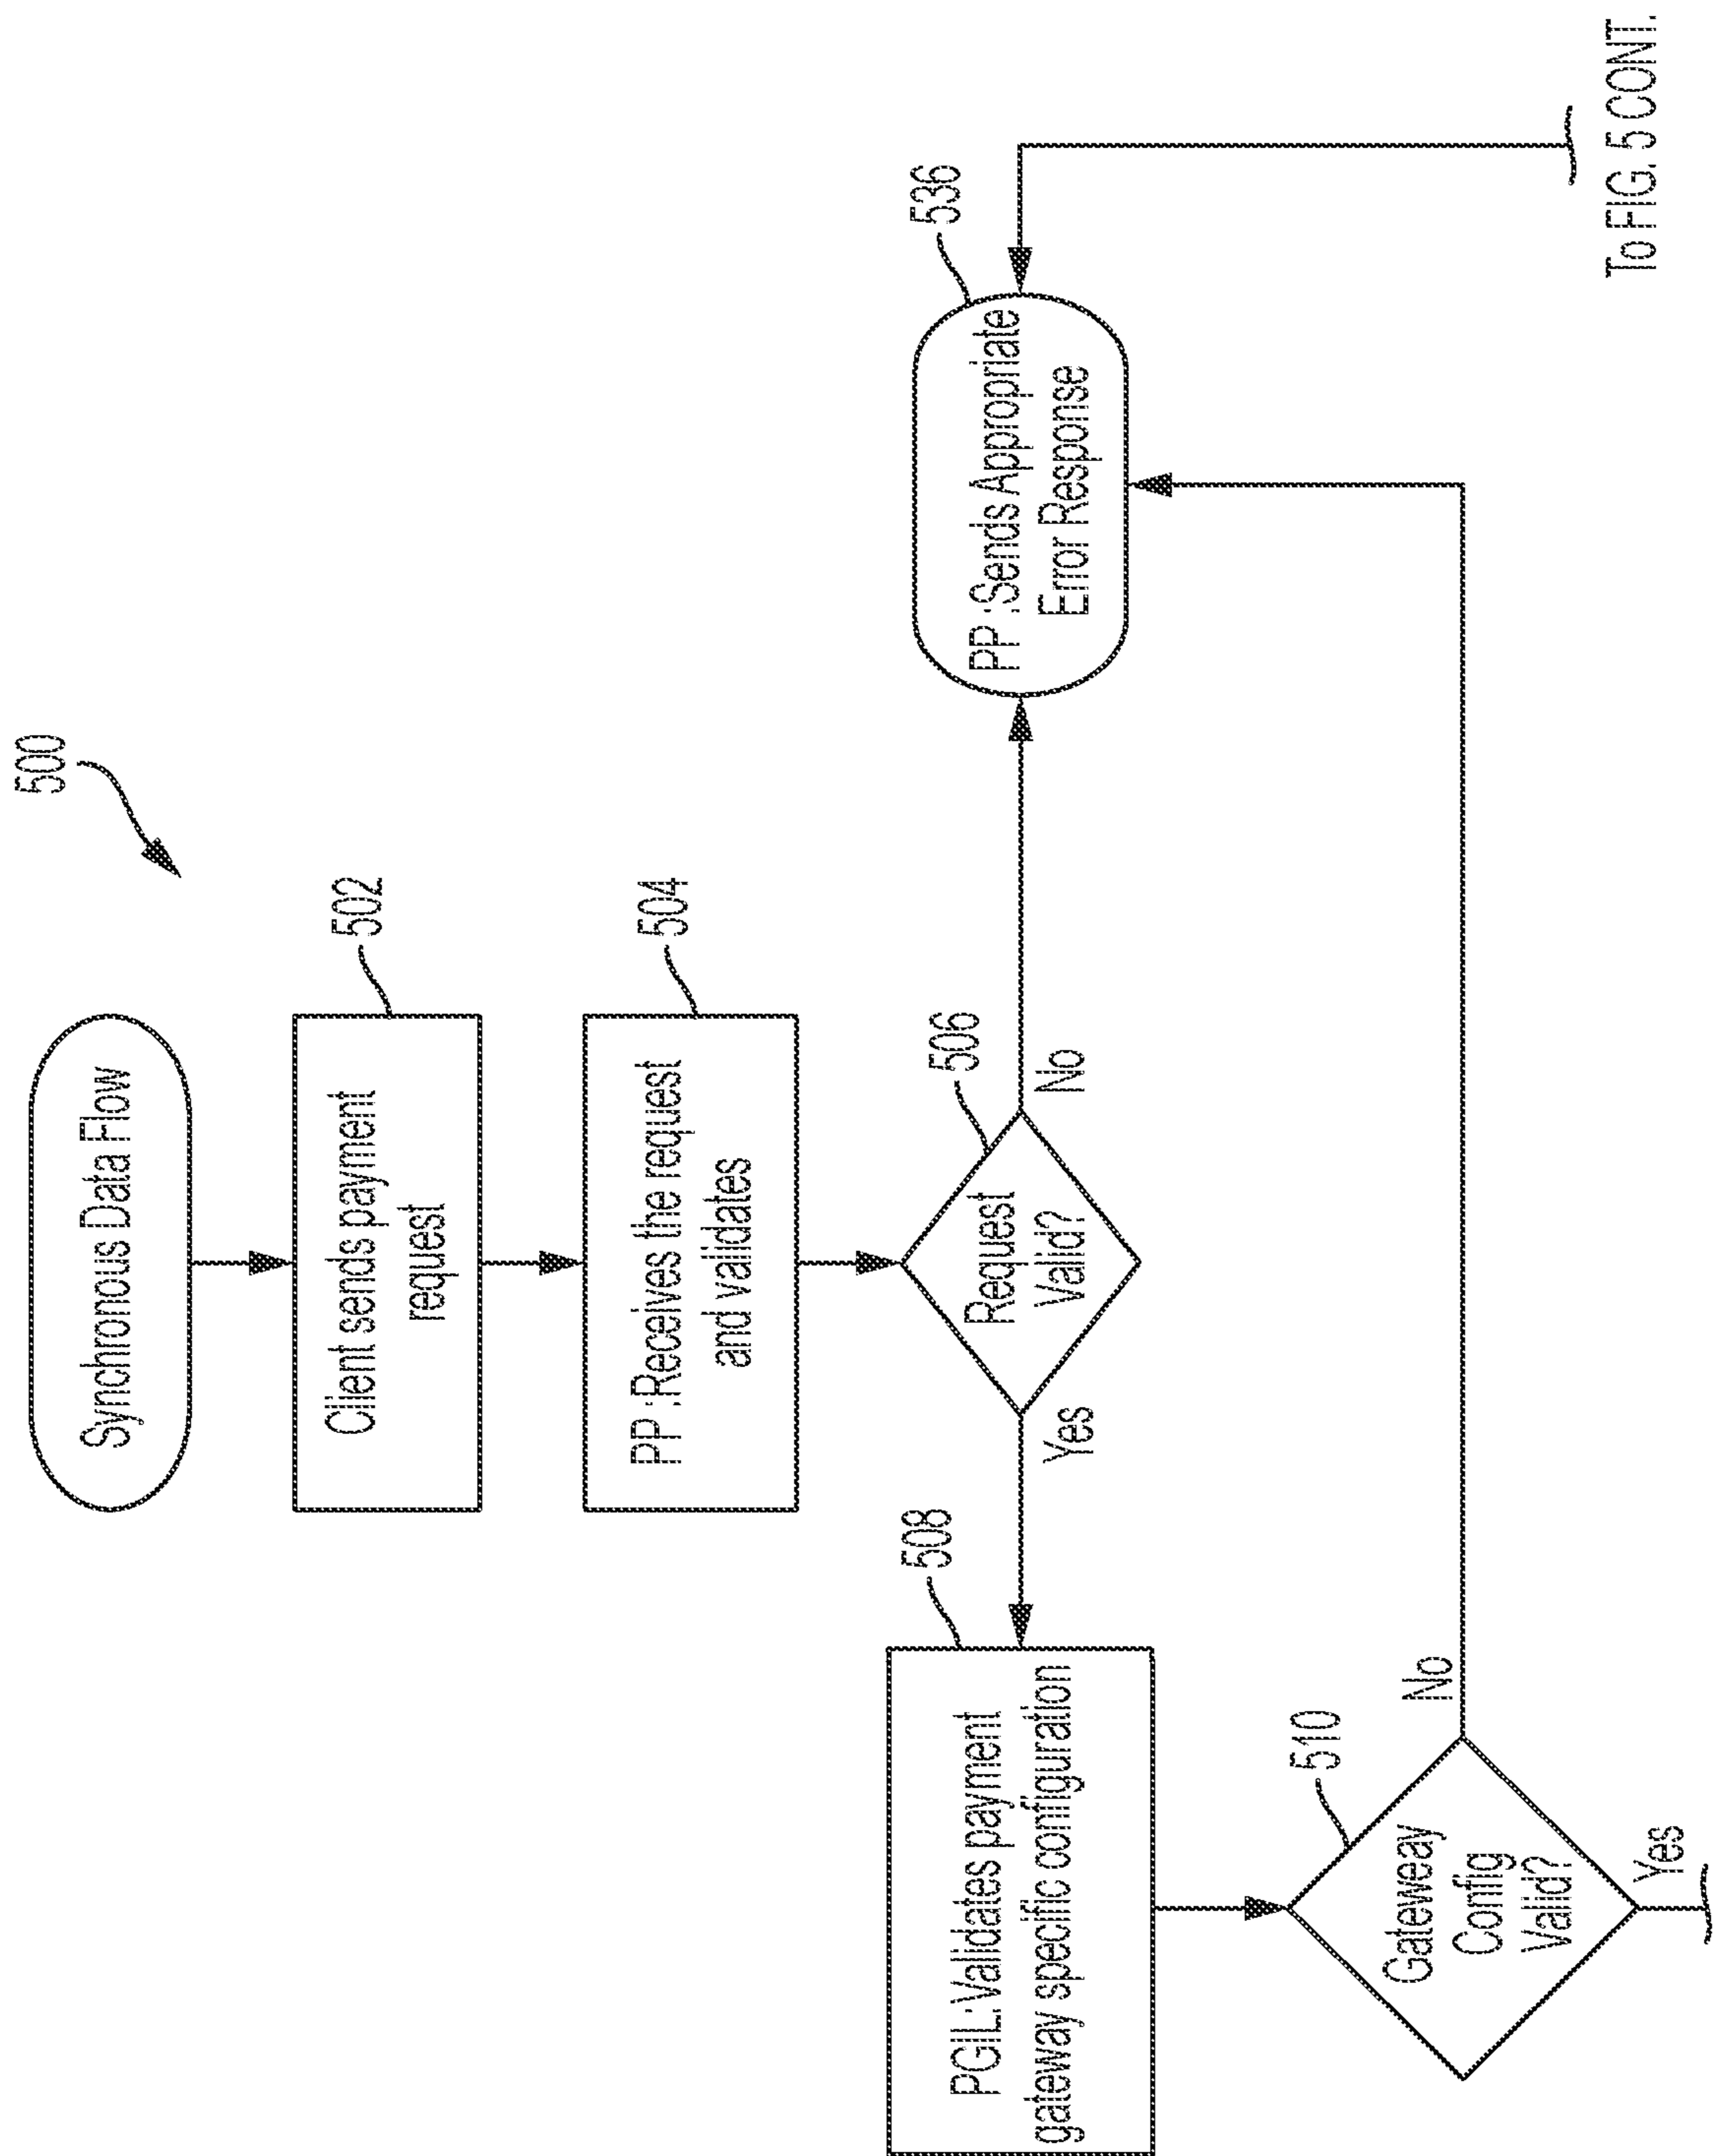 500
Synchronous Data Flow
502
Client sends payment
request
504
PP :Receives the request
and validates
506
Request
Valid?
No
Yes
536
PP :Sends Appropriate
Error Response
508
PGIL:Validates payment
gateway specific configuration
510
Gateweay
Config
Valid?
No
Yes
To FIG. 5 CONT.